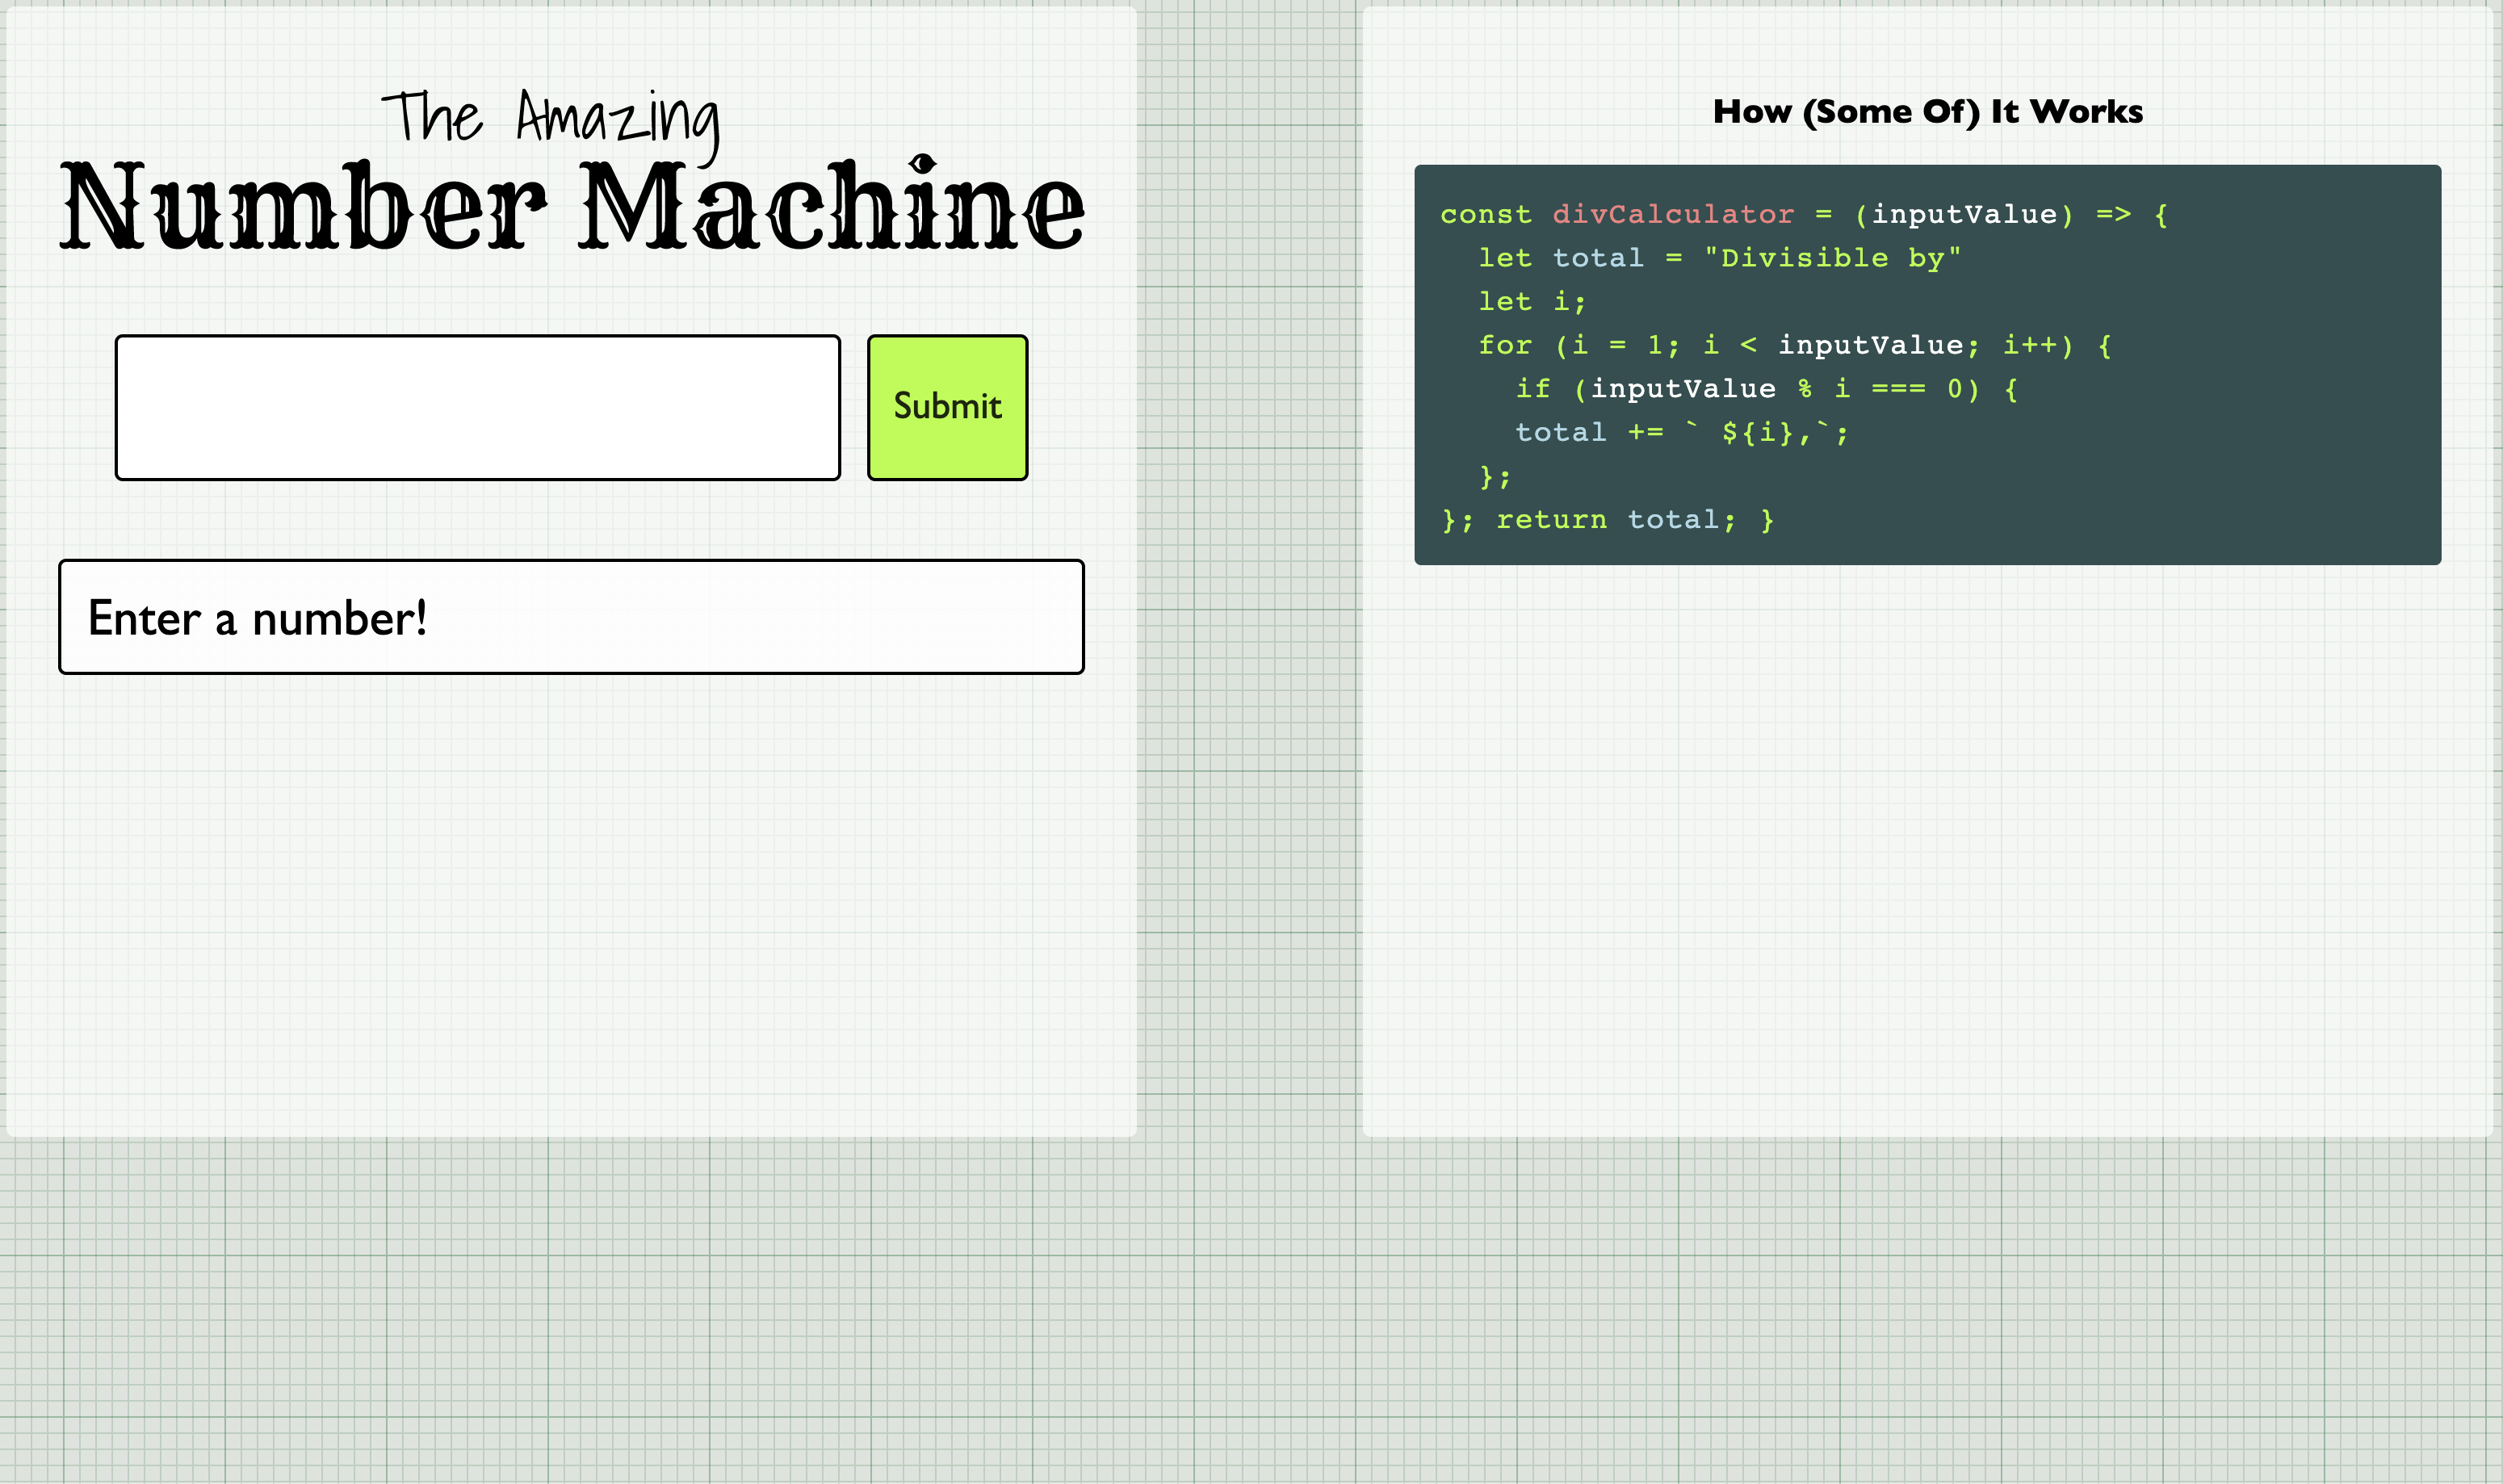 The Amazing
Number Machine
Submit
Enter a number!
How (Some Of) It Works
const divCalculator = (inputValue) => {
  let total = "Divisible by"
  let i;
  for (i = 1; i < inputValue; i++) {
    if (inputValue % i === 0) {
    total += ` ${i},`;
  };
}; return total; }